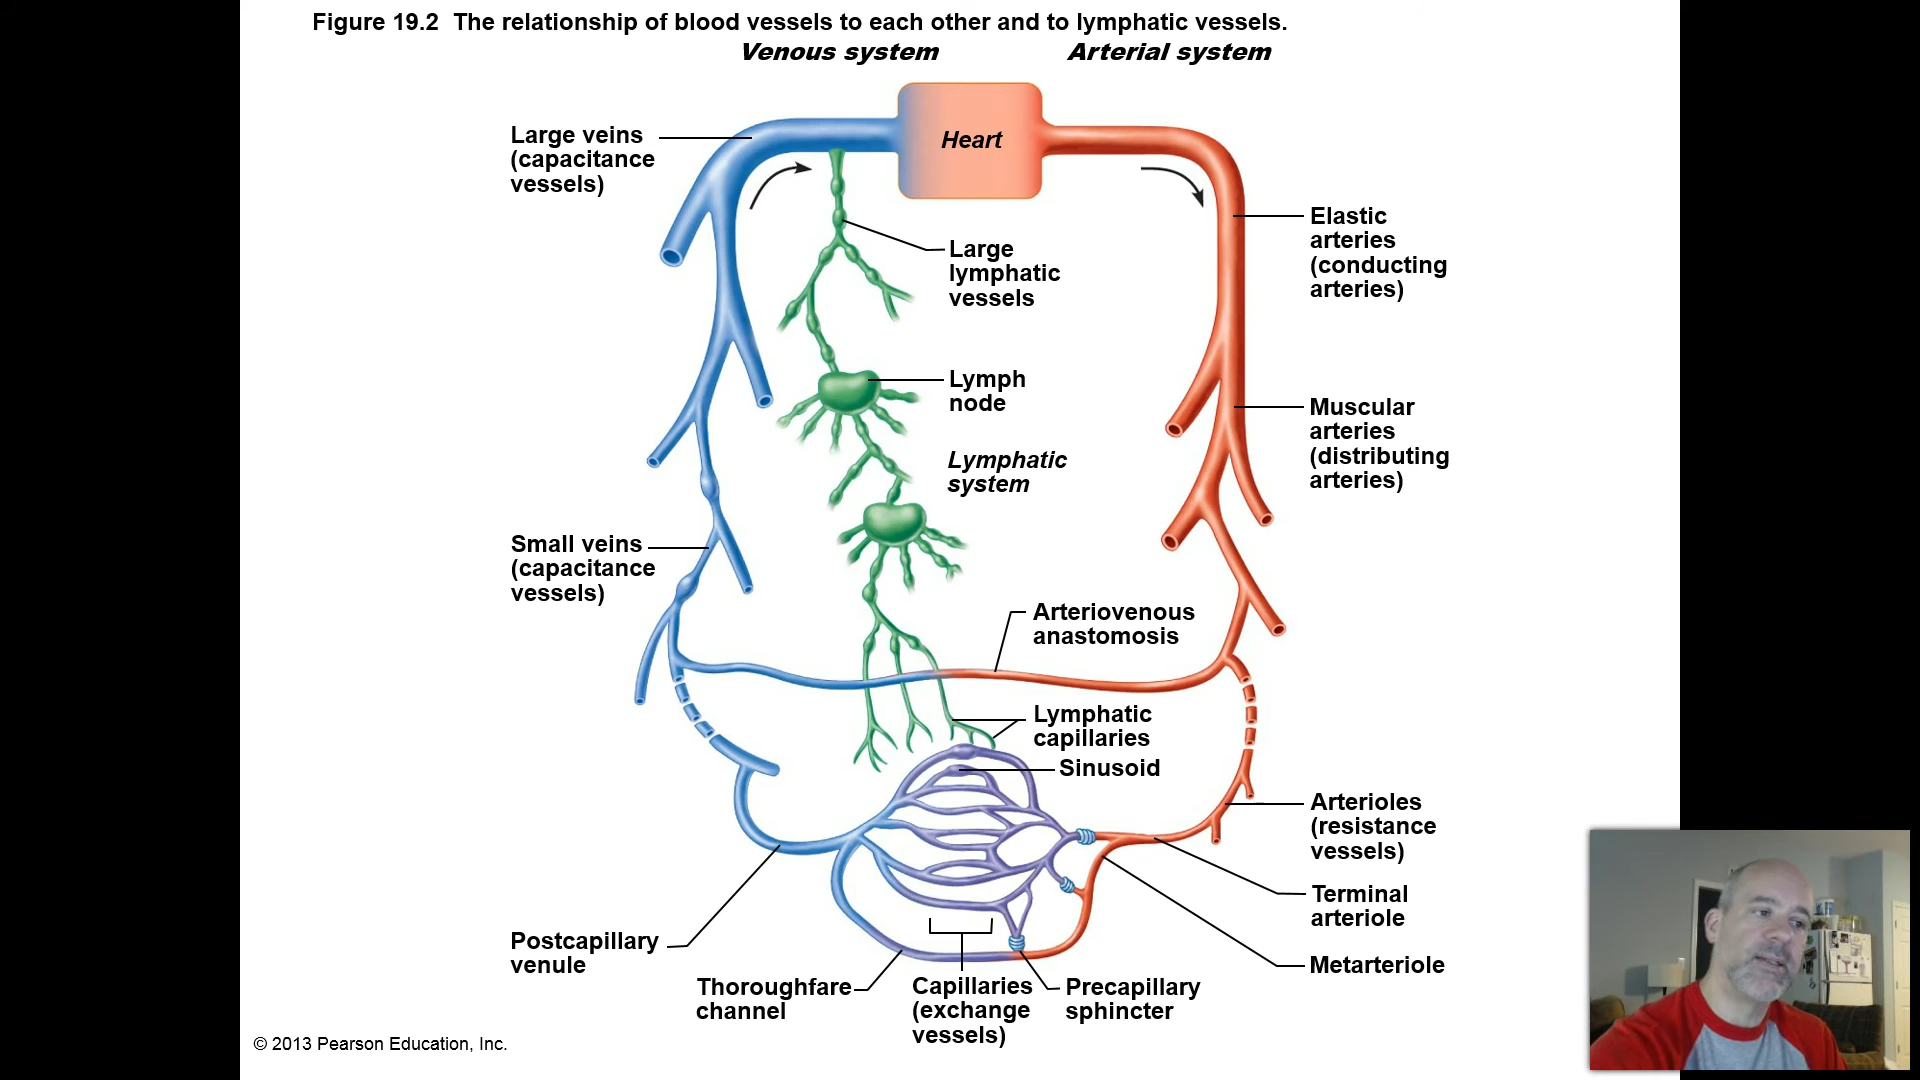 Figure 19.2  The relationship of blood vessels to each other and to lymphatic vessels.
Venous system
Arterial system
Heart
Large veins
(capacitance
vessels)
Large
lymphatic
vessels
Elastic
arteries
(conducting
arteries)
Lymph
node
Muscular
arteries
(distributing
arteries)
Lymphatic
system
Small veins
(capacitance
vessels)
Arteriovenous
anastomosis
Lymphatic
capillaries
Sinusoid
Arterioles
(resistance
vessels)
Terminal
arteriole
Postcapillary
venule
Metarteriole
Thoroughfare
channel
Capillaries
(exchange
vessels)
Precapillary
sphincter
© 2013 Pearson Education, Inc.